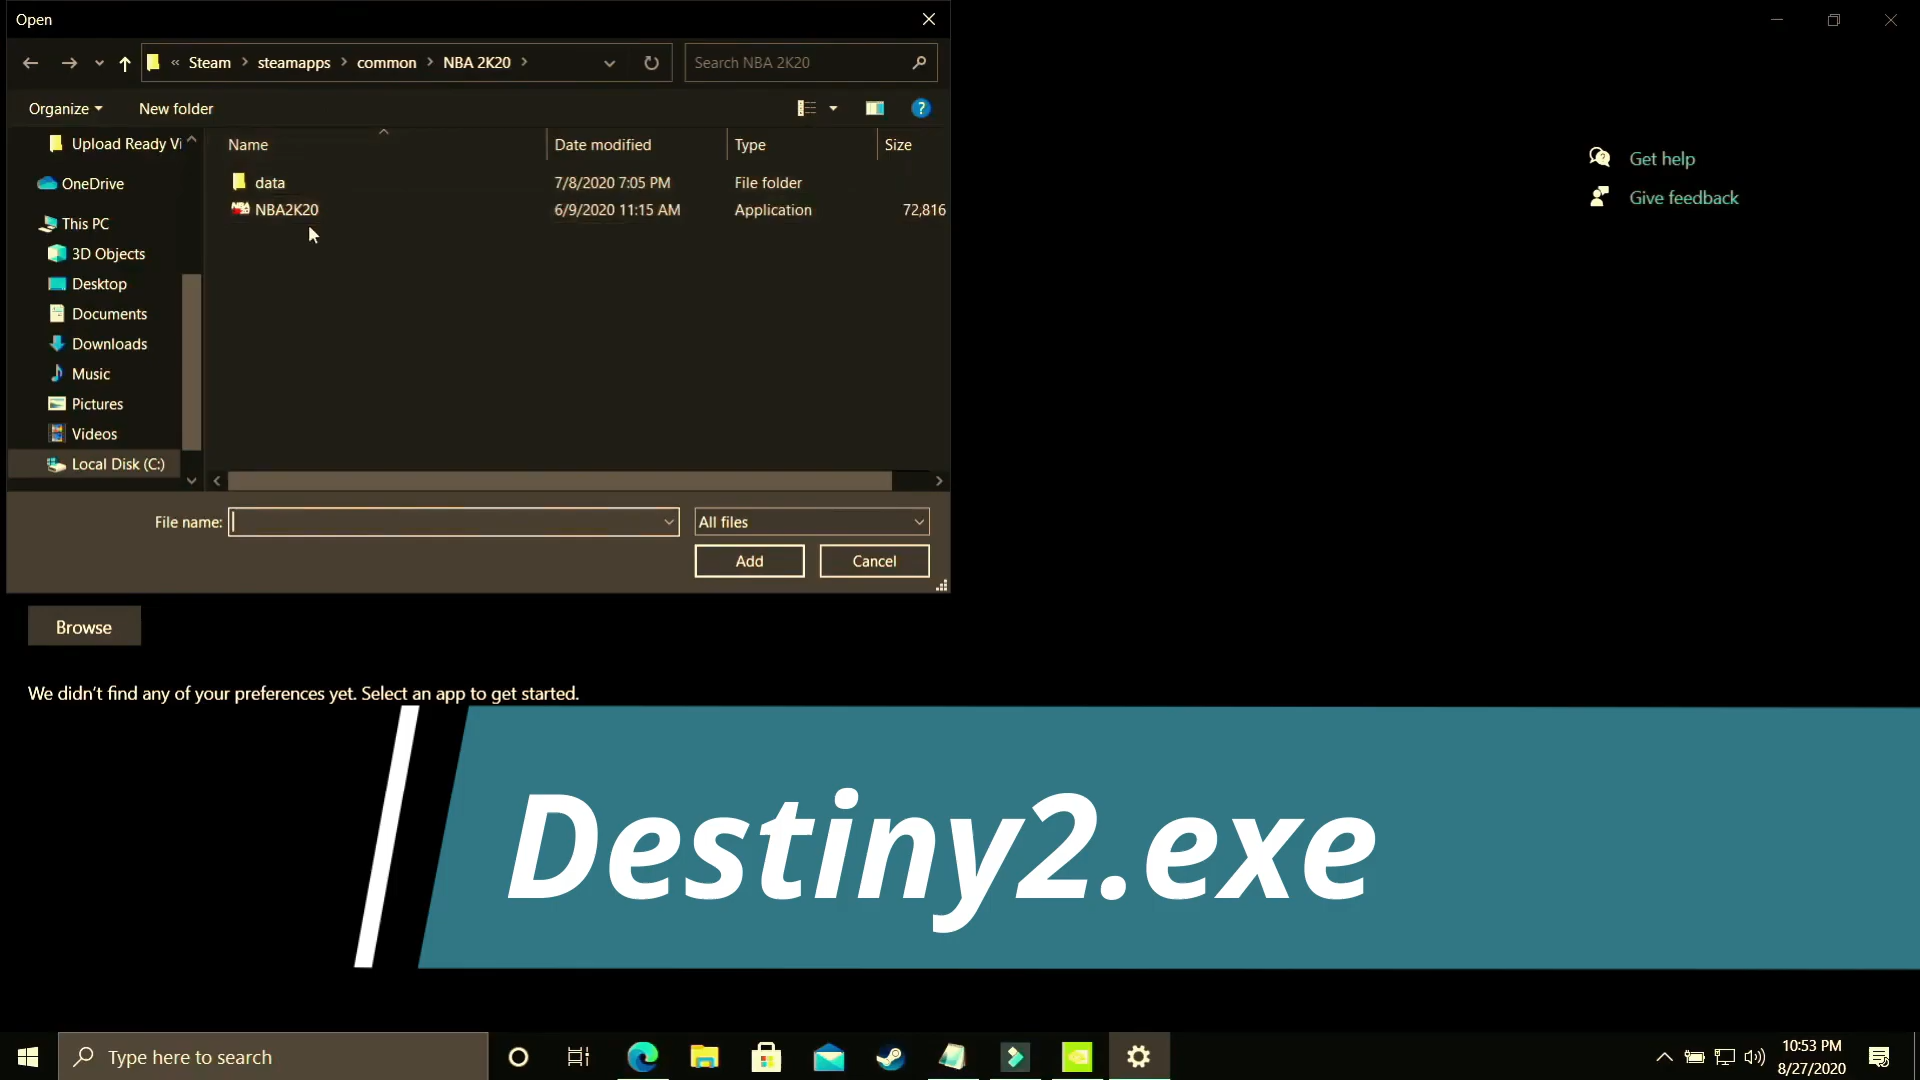 Open
« Steam > steamapps > common > NBA 2K20 >
Search NBA 2K20
Organize
New folder
Name
Date modified
Type
Size
Upload Ready Vi
OneDrive
This PC
3D Objects
Desktop
Documents
Downloads
Music
Pictures
Videos
Local Disk (C:)
data
7/8/2020 7:05 PM
File folder
NBA2K20
6/9/2020 11:15 AM
Application
72,816
File name:
All files
Add
Cancel
Get help
Give feedback
Browse
We didn't find any of your preferences yet. Select an app to get started.
Destiny2.exe
Type here to search
10:53 PM
8/27/2020